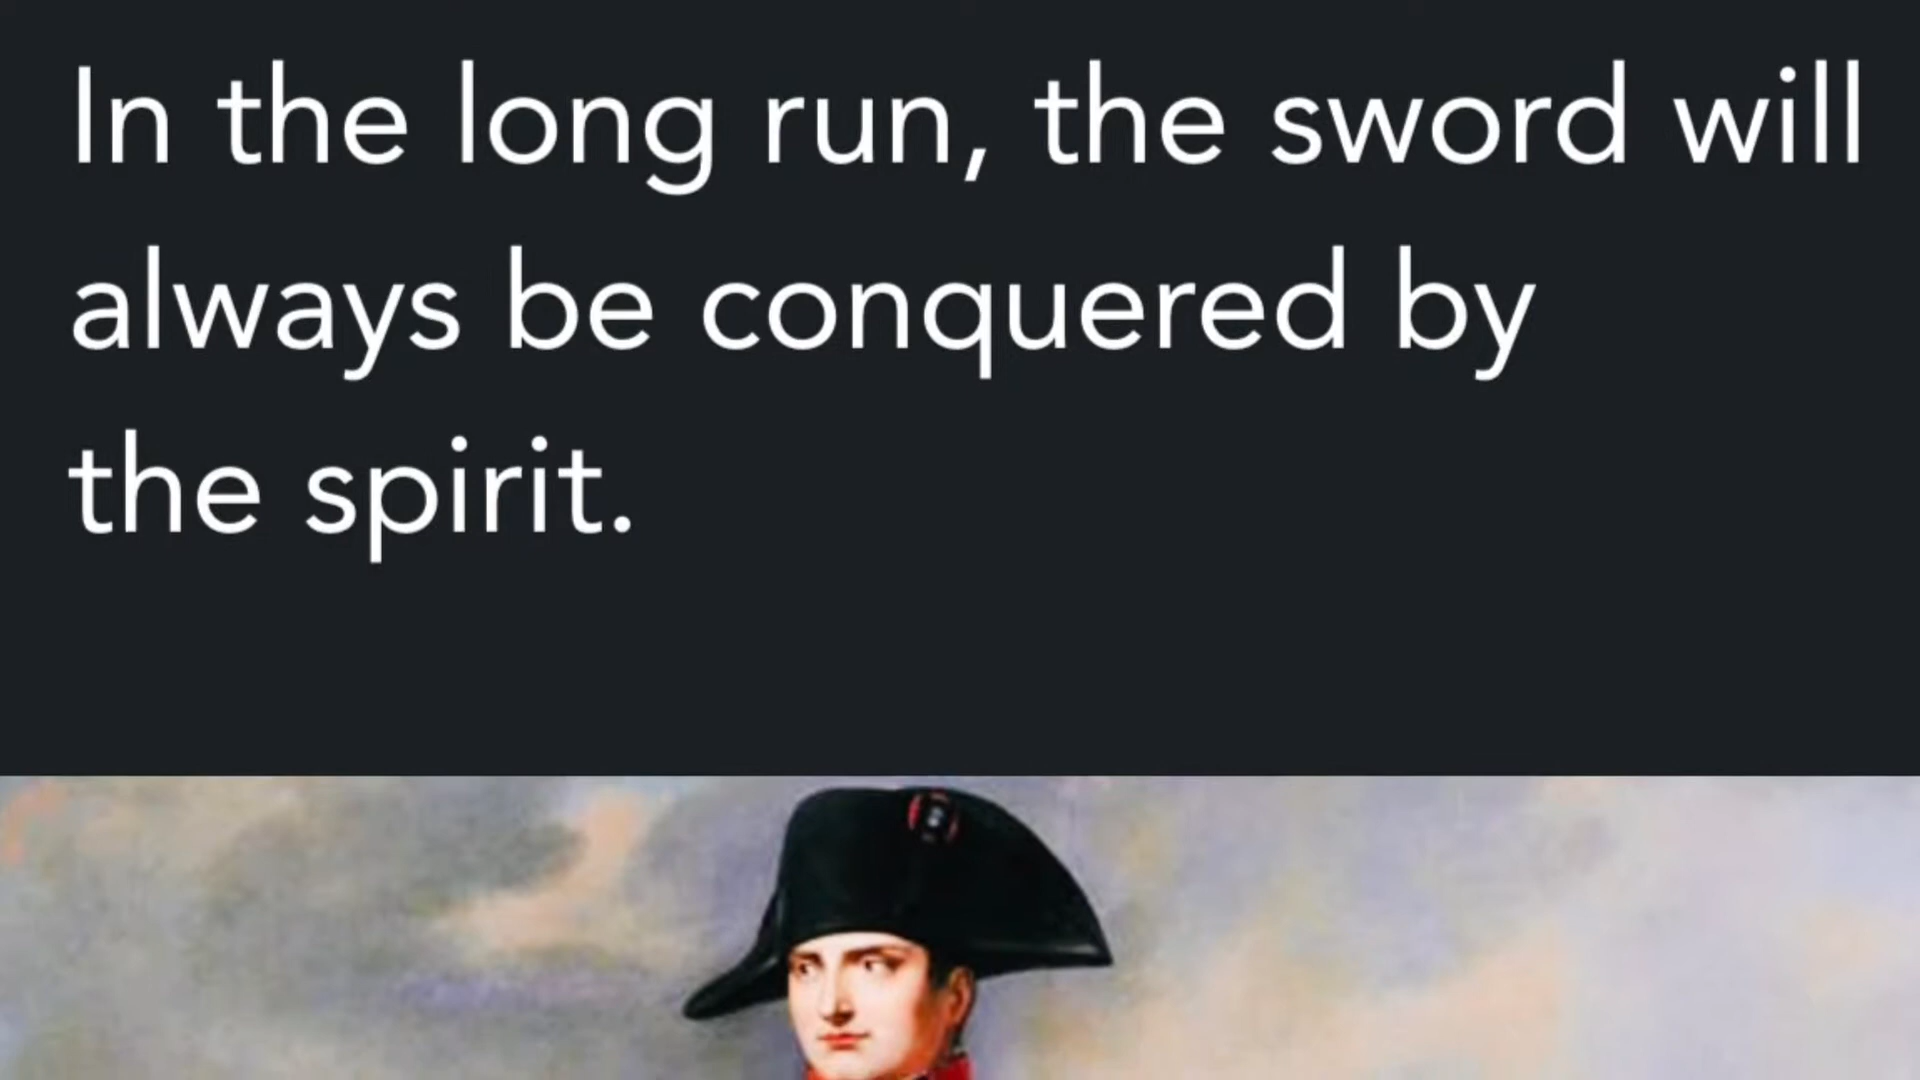 In the long run, the sword will
always be conquered by
the spirit.